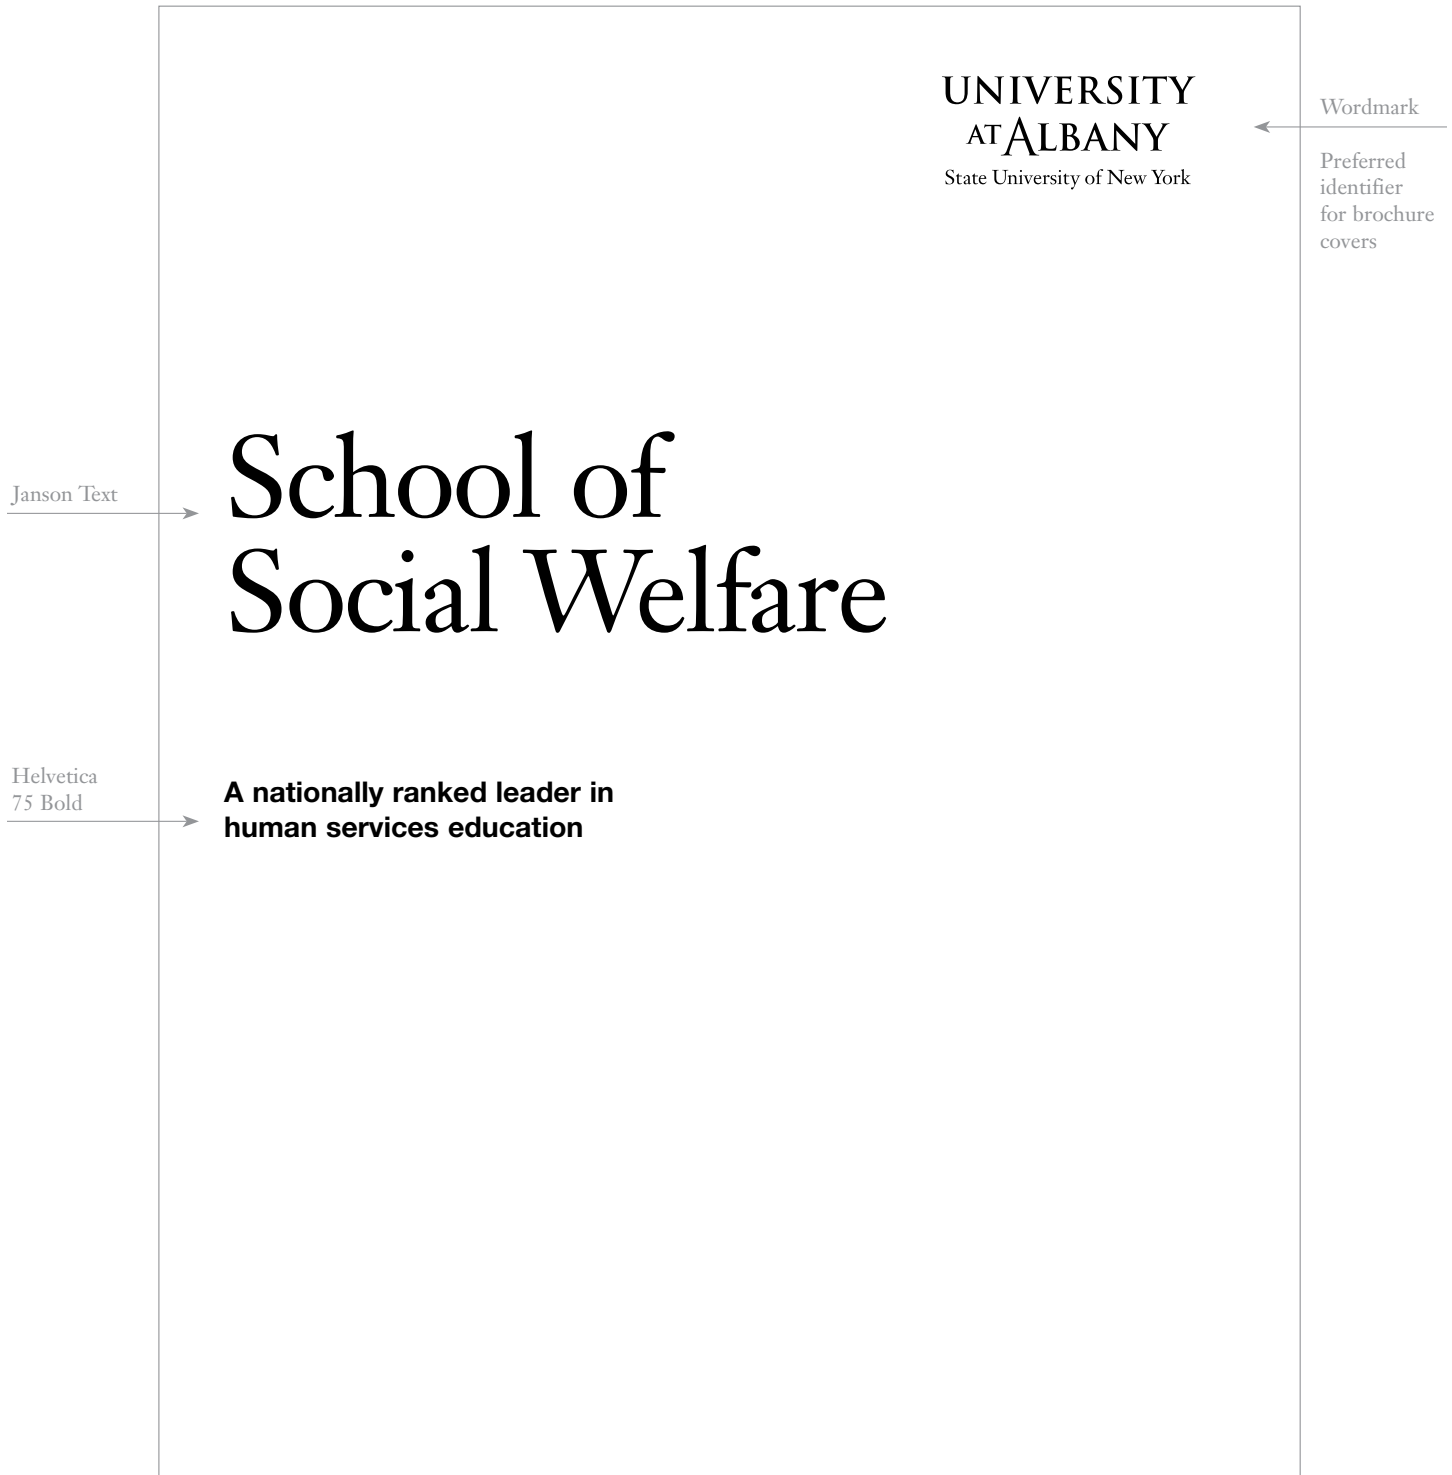 UNIVERSITY
AT ALBANY
State University of New York
Wordmark
Preferred
identifier
for brochure
covers
Janson Text
School of
Social Welfare
Helvetica
75 Bold
A nationally ranked leader in
human services education